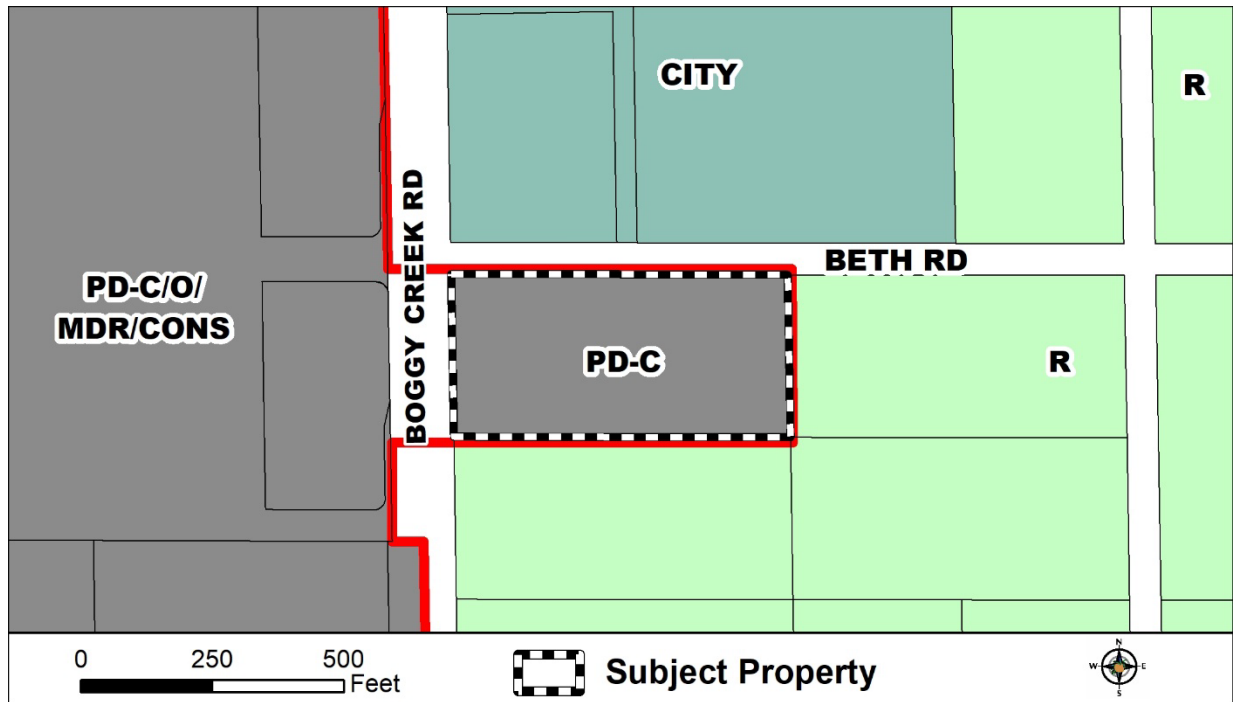 CITY
R
BOGGY CREEK RD
BETH RD
PD-C/O/
MDR/CONS
PD-C
R
0 250 500
Feet
Subject Property
N
W E
S